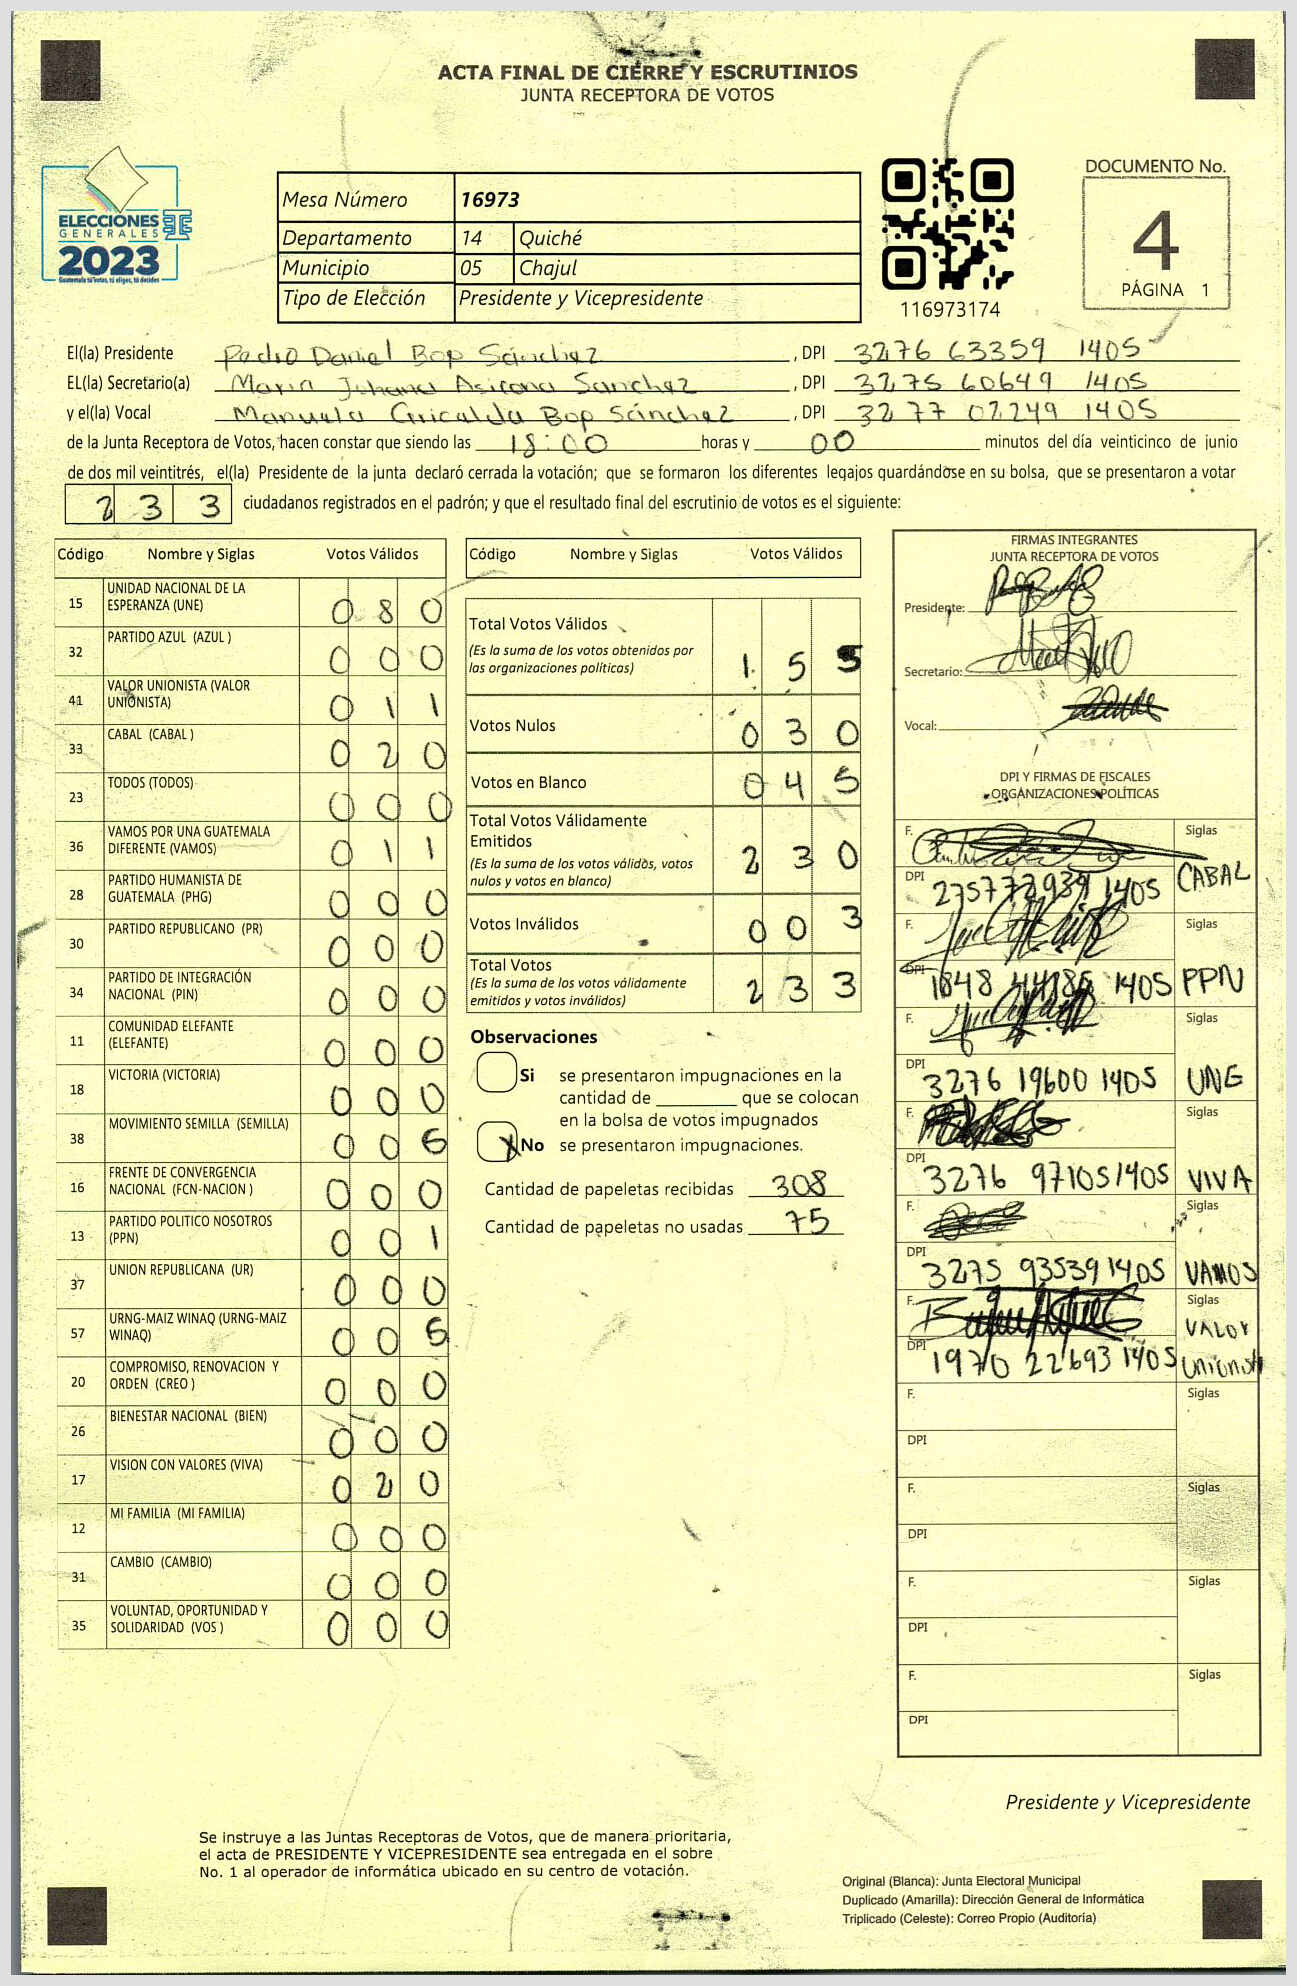 ACTA FINAL DE CIERRE Y ESCRUTINIOS
JUNTA RECEPTORA DE VOTOS
ELECCIONES
GENERALES
2023
Guatemala tú votas, tú eliges, tú decides
Mesa Número 16973
Departamento 14 Quiché
Municipio 05 Chajul
Tipo de Elección Presidente y Vicepresidente
116973174
DOCUMENTO No.
4
PÁGINA 1
El(la) Presidente Pedro Daniel Bop Sánchez , DPI 3276 63359 1405
EL(la) Secretario(a) Maria Juhana Asicona Sanchez , DPI 3275 60649 1405
y el(la) Vocal Manuela Gricelda Bop Sánchez , DPI 3277 02249 1405
de la Junta Receptora de Votos, hacen constar que siendo las 18:00 horas y 00 minutos del día veinticinco de junio
de dos mil veintitrés, el(la) Presidente de la junta declaró cerrada la votación; que se formaron los diferentes legajos guardándose en su bolsa, que se presentaron a votar
2 3 3 ciudadanos registrados en el padrón; y que el resultado final del escrutinio de votos es el siguiente:
Código Nombre y Siglas Votos Válidos
15 UNIDAD NACIONAL DE LA ESPERANZA (UNE) 0 8 0
32 PARTIDO AZUL (AZUL ) 0 0 0
41 VALOR UNIONISTA (VALOR UNIONISTA) 0 1 1
33 CABAL (CABAL ) 0 2 0
23 TODOS (TODOS) 0 0 0
36 VAMOS POR UNA GUATEMALA DIFERENTE (VAMOS) 0 1 1
28 PARTIDO HUMANISTA DE GUATEMALA (PHG) 0 0 0
30 PARTIDO REPUBLICANO (PR) 0 0 0
34 PARTIDO DE INTEGRACIÓN NACIONAL (PIN) 0 0 0
11 COMUNIDAD ELEFANTE (ELEFANTE) 0 0 0
18 VICTORIA (VICTORIA) 0 0 0
38 MOVIMIENTO SEMILLA (SEMILLA) 0 0 6
16 FRENTE DE CONVERGENCIA NACIONAL (FCN-NACION ) 0 0 0
13 PARTIDO POLITICO NOSOTROS (PPN) 0 0 1
37 UNION REPUBLICANA (UR) 0 0 0
57 URNG-MAIZ WINAQ (URNG-MAIZ WINAQ) 0 0 6
20 COMPROMISO, RENOVACION Y ORDEN (CREO ) 0 0 0
26 BIENESTAR NACIONAL (BIEN) 0 0 0
17 VISION CON VALORES (VIVA) 0 2 0
12 MI FAMILIA (MI FAMILIA) 0 0 0
31 CAMBIO (CAMBIO) 0 0 0
35 VOLUNTAD, OPORTUNIDAD Y SOLIDARIDAD (VOS ) 0 0 0
Código Nombre y Siglas Votos Válidos
Total Votos Válidos 1 5 5
(Es la suma de los votos obtenidos por
las organizaciones políticas)
Votos Nulos 0 3 0
Votos en Blanco 0 4 5
Total Votos Válidamente
Emitidos 2 3 0
(Es la suma de los votos válidos, votos
nulos y votos en blanco)
Votos Inválidos 0 0 3
Total Votos 2 3 3
(Es la suma de los votos válidamente
emitidos y votos inválidos)
Observaciones
Si se presentaron impugnaciones en la
cantidad de ________ que se colocan
en la bolsa de votos impugnados
X No se presentaron impugnaciones.
Cantidad de papeletas recibidas 308
Cantidad de papeletas no usadas 75
FIRMAS INTEGRANTES
JUNTA RECEPTORA DE VOTOS
Presidente:
Secretario:
Vocal:
DPI Y FIRMAS DE FISCALES
ORGANIZACIONES POLÍTICAS
F. Siglas
DPI 275772939 1405 CABAL
F. Siglas
DPI 1848 44186 1405 PPN
F. Siglas
DPI 3276 19600 1405 UNE
F. Siglas
DPI 3276 97105 1405 VIVA
F. Siglas
DPI 3275 93539 1405 VAMOS
F. Siglas
VALOR
DPI 1970 22693 1405 Unionist
F. Siglas
DPI
F. Siglas
DPI
F. Siglas
DPI
F. Siglas
DPI
Presidente y Vicepresidente
Se instruye a las Juntas Receptoras de Votos, que de manera prioritaria,
el acta de PRESIDENTE Y VICEPRESIDENTE sea entregada en el sobre
No. 1 al operador de informática ubicado en su centro de votación.
Original (Blanca): Junta Electoral Municipal
Duplicado (Amarilla): Dirección General de Informática
Triplicado (Celeste): Correo Propio (Auditoría)